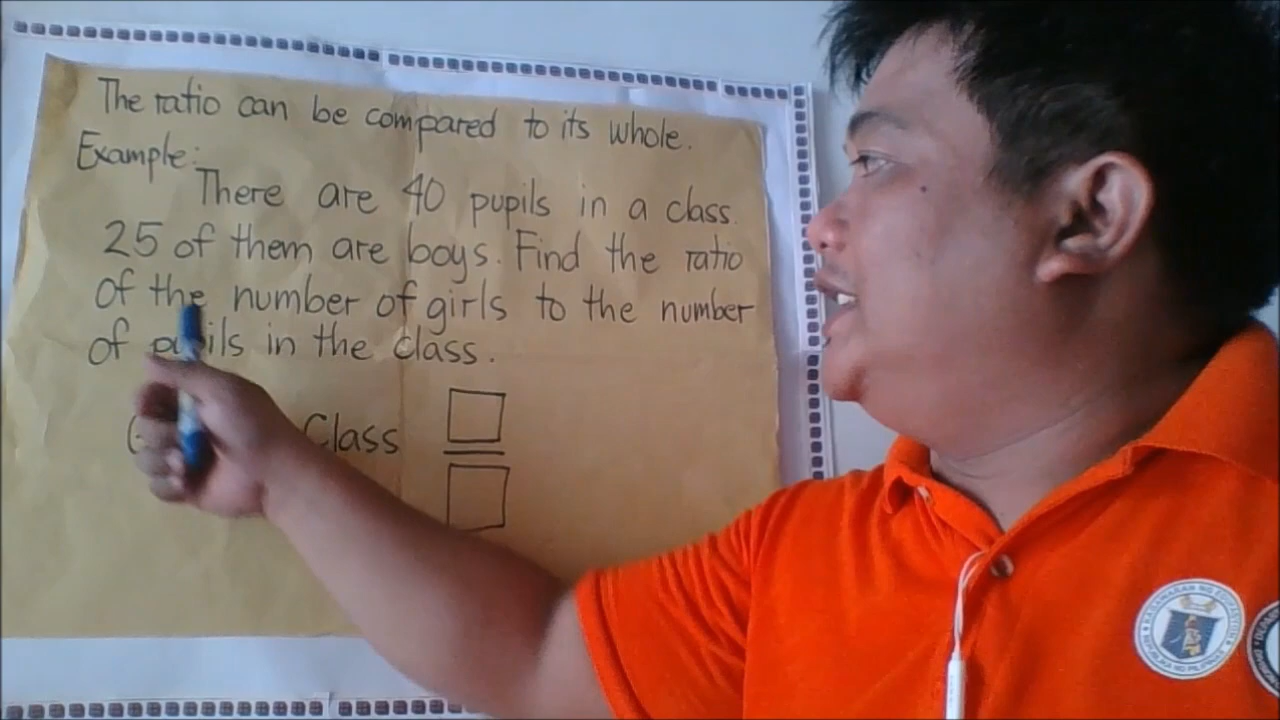 The ratio can be compared to its whole.
Example:
There are 40 pupils in a class.
25 of them are boys. Find the ratio
of the number of girls to the number
of pupils in the class.
Class